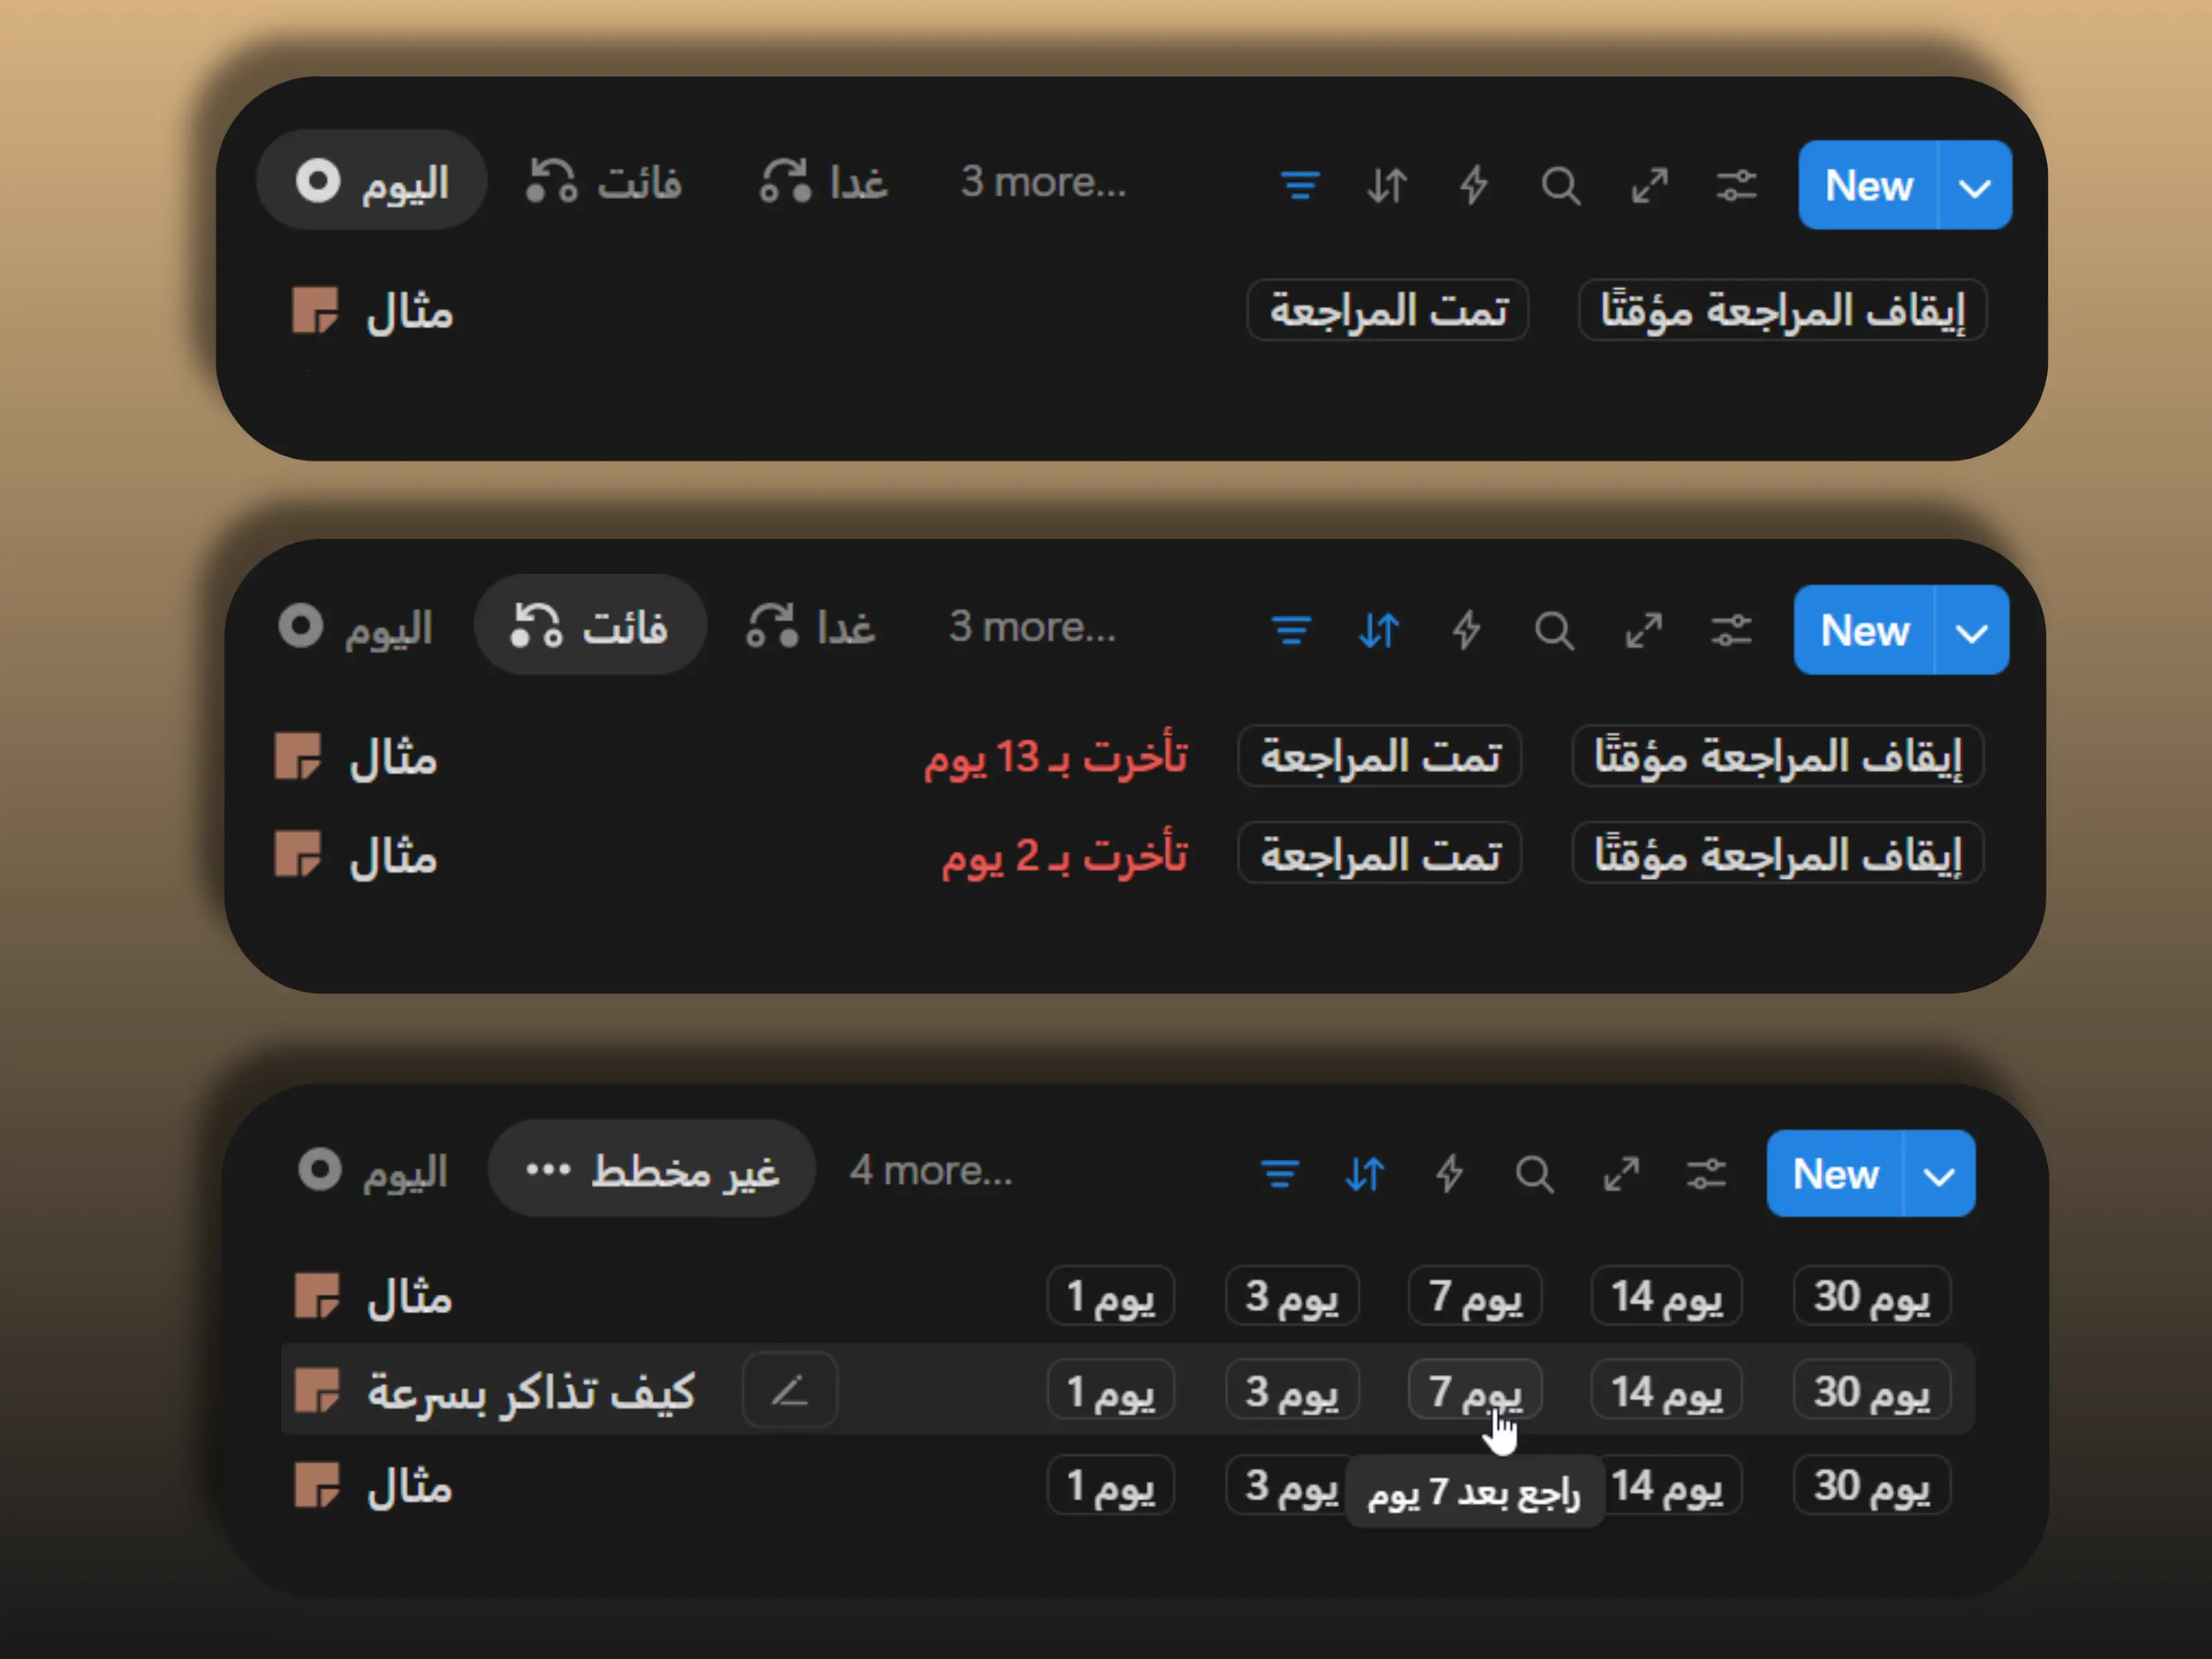 اليوم فائت غدا 3 more... New
مثال تمت المراجعة إيقاف المراجعة مؤقتًا
اليوم فائت غدا 3 more... New
مثال تأخرت بـ 13 يوم تمت المراجعة إيقاف المراجعة مؤقتًا
مثال تأخرت بـ 2 يوم تمت المراجعة إيقاف المراجعة مؤقتًا
اليوم غير مخطط 4 more... New
مثال 1 يوم 3 يوم 7 يوم 14 يوم 30 يوم
كيف تذاكر بسرعة 1 يوم 3 يوم 7 يوم 14 يوم 30 يوم
مثال 1 يوم 3 يوم راجع بعد 7 يوم 14 يوم 30 يوم